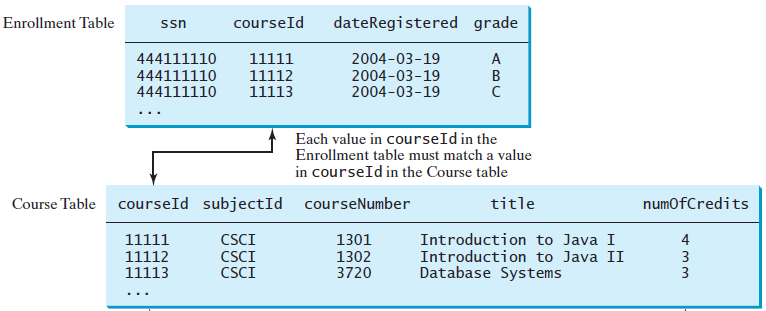 Enrollment Table
ssn courseId dateRegistered grade
444111110 11111 2004-03-19 A
444111110 11112 2004-03-19 B
444111110 11113 2004-03-19 C
...
Each value in courseId in the
Enrollment table must match a value
in courseId in the Course table
Course Table
courseId subjectId courseNumber title numOfCredits
11111 CSCI 1301 Introduction to Java I 4
11112 CSCI 1302 Introduction to Java II 3
11113 CSCI 3720 Database Systems 3
...